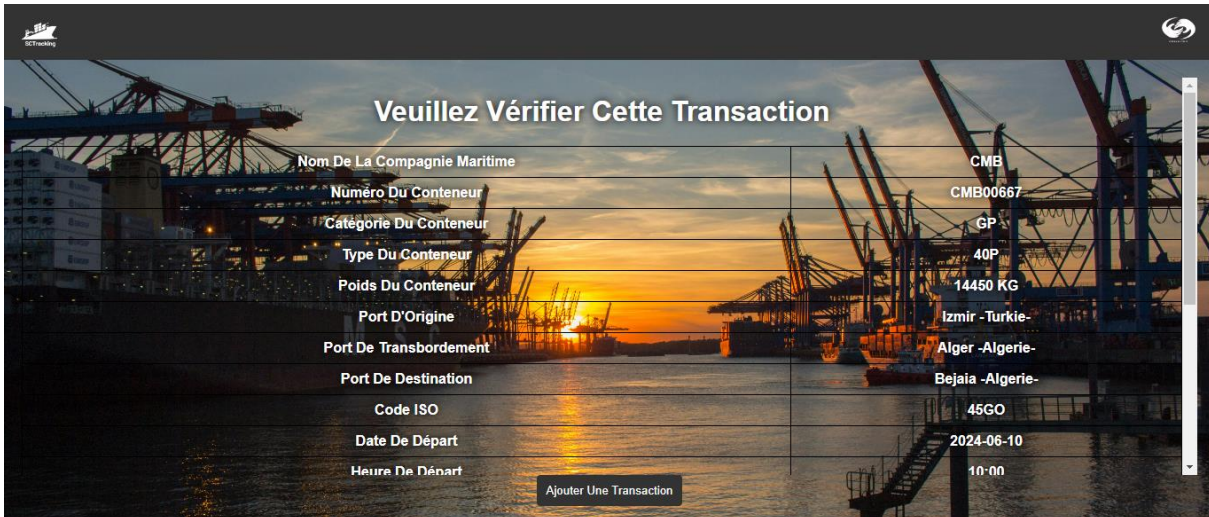 SCTracking
Veuillez Vérifier Cette Transaction
Nom De La Compagnie Maritime CMB
Numéro Du Conteneur CMB00667
Catégorie Du Conteneur GP
Type Du Conteneur 40P
Poids Du Conteneur 14450 KG
Port D'Origine Izmir -Turkie-
Port De Transbordement Alger -Algerie-
Port De Destination Bejaia -Algerie-
Code ISO 45GO
Date De Départ 2024-06-10
Heure De Départ 10:00
Ajouter Une Transaction